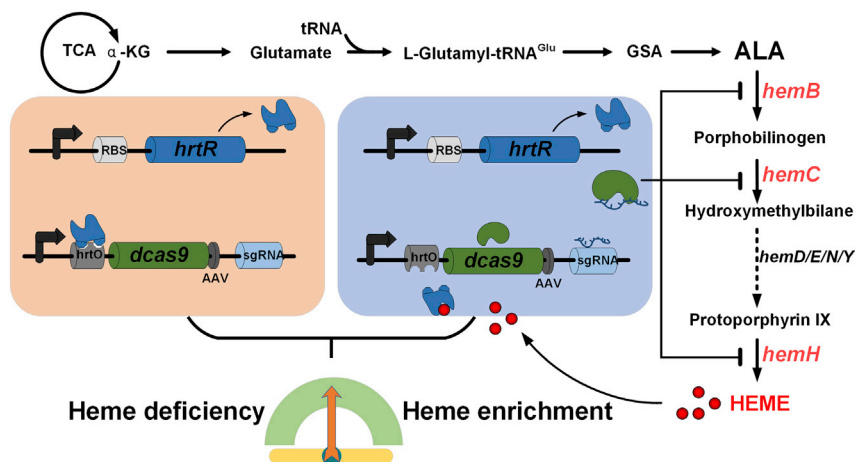 tRNA
TCA α-KG
Glutamate
L-Glutamyl-tRNA^Glu
GSA
ALA
hemB
Porphobilinogen
hemC
Hydroxymethylbilane
hemD/E/N/Y
Protoporphyrin IX
hemH
HEME
RBS
hrtR
hrtO
dcas9
AAV
sgRNA
RBS
hrtR
hrtO
dcas9
AAV
sgRNA
Heme deficiency
Heme enrichment